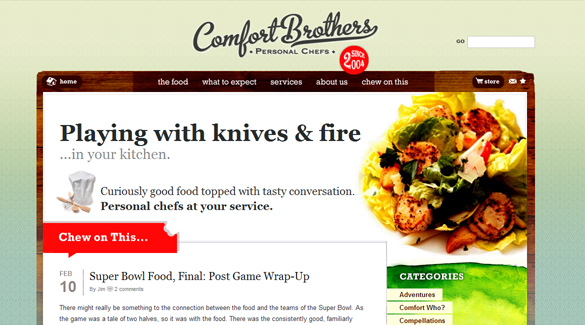 Comfort Brothers
• PERSONAL CHEFS •
SINCE
2004
GO
home
the food
what to expect
services
about us
chew on this
store
Playing with knives & fire
...in your kitchen.
Curiously good food topped with tasty conversation.
Personal chefs at your service.
Chew on This...
FEB
10
Super Bowl Food, Final: Post Game Wrap-Up
By Jim 2 comments
There might really be something to the connection between the food and the teams of the Super Bowl. As
the game was a tale of two halves, so it was with the food. There was the consistently good, familiarly
CATEGORIES
Adventures
Comfort Who?
Compellations